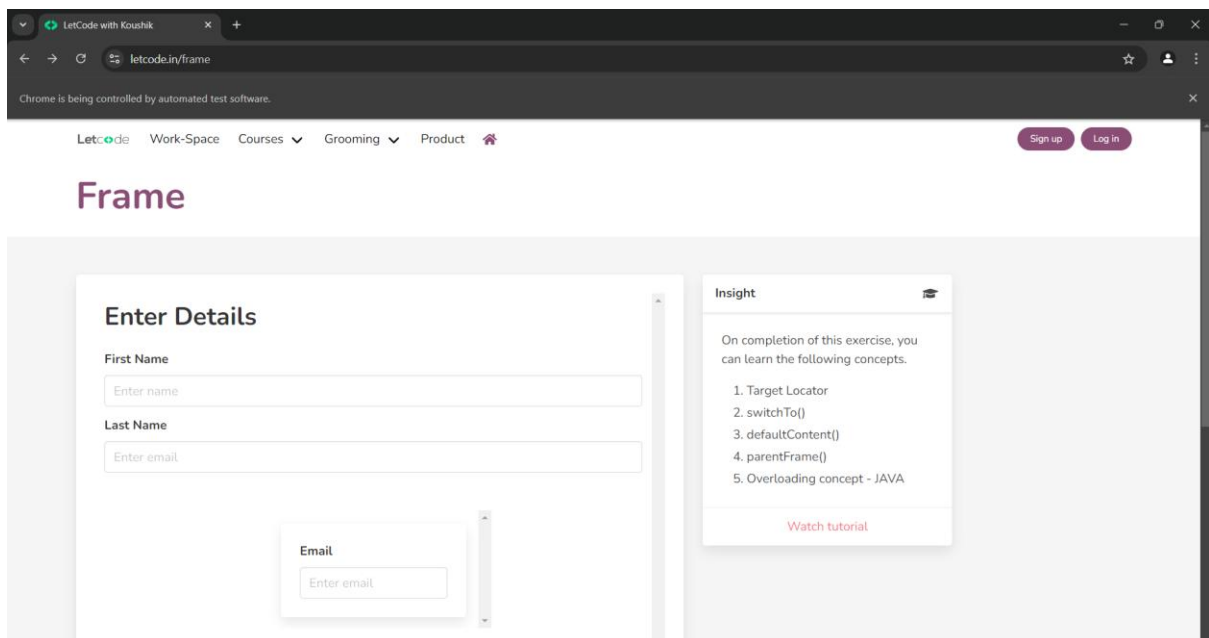 LetCode with Koushik
letcode.in/frame
Chrome is being controlled by automated test software.
Letcode Work-Space Courses Grooming Product Sign up Log in
Frame
Enter Details
First Name
Enter name
Last Name
Enter email
Email
Enter email
Insight
On completion of this exercise, you
can learn the following concepts.
1. Target Locator
2. switchTo()
3. defaultContent()
4. parentFrame()
5. Overloading concept - JAVA
Watch tutorial